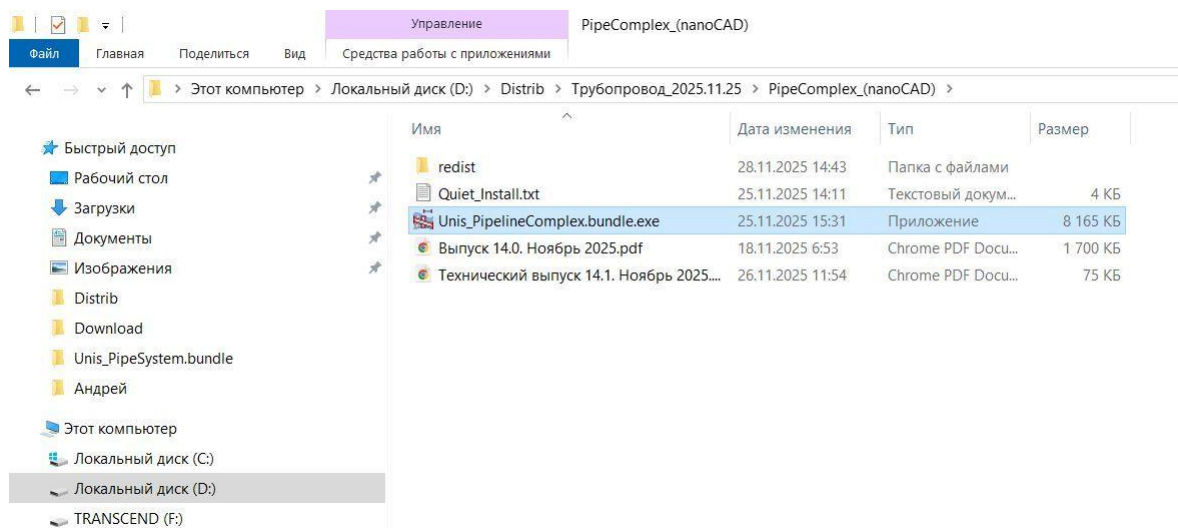 Управление
PipeComplex_(nanoCAD)
Файл Главная Поделиться Вид Средства работы с приложениями
Этот компьютер > Локальный диск (D:) > Distrib > Трубопровод_2025.11.25 > PipeComplex_(nanoCAD) >
Имя Дата изменения Тип Размер
Быстрый доступ
Рабочий стол
Загрузки
Документы
Изображения
Distrib
Download
Unis_PipeSystem.bundle
Андрей
Этот компьютер
Локальный диск (C:)
Локальный диск (D:)
TRANSCEND (F:)
redist 28.11.2025 14:43 Папка с файлами
Quiet_Install.txt 25.11.2025 14:11 Текстовый докум... 4 КБ
Unis_PipelineComplex.bundle.exe 25.11.2025 15:31 Приложение 8 165 КБ
Выпуск 14.0. Ноябрь 2025.pdf 18.11.2025 6:53 Chrome PDF Docu... 1 700 КБ
Технический выпуск 14.1. Ноябрь 2025.... 26.11.2025 11:54 Chrome PDF Docu... 75 КБ